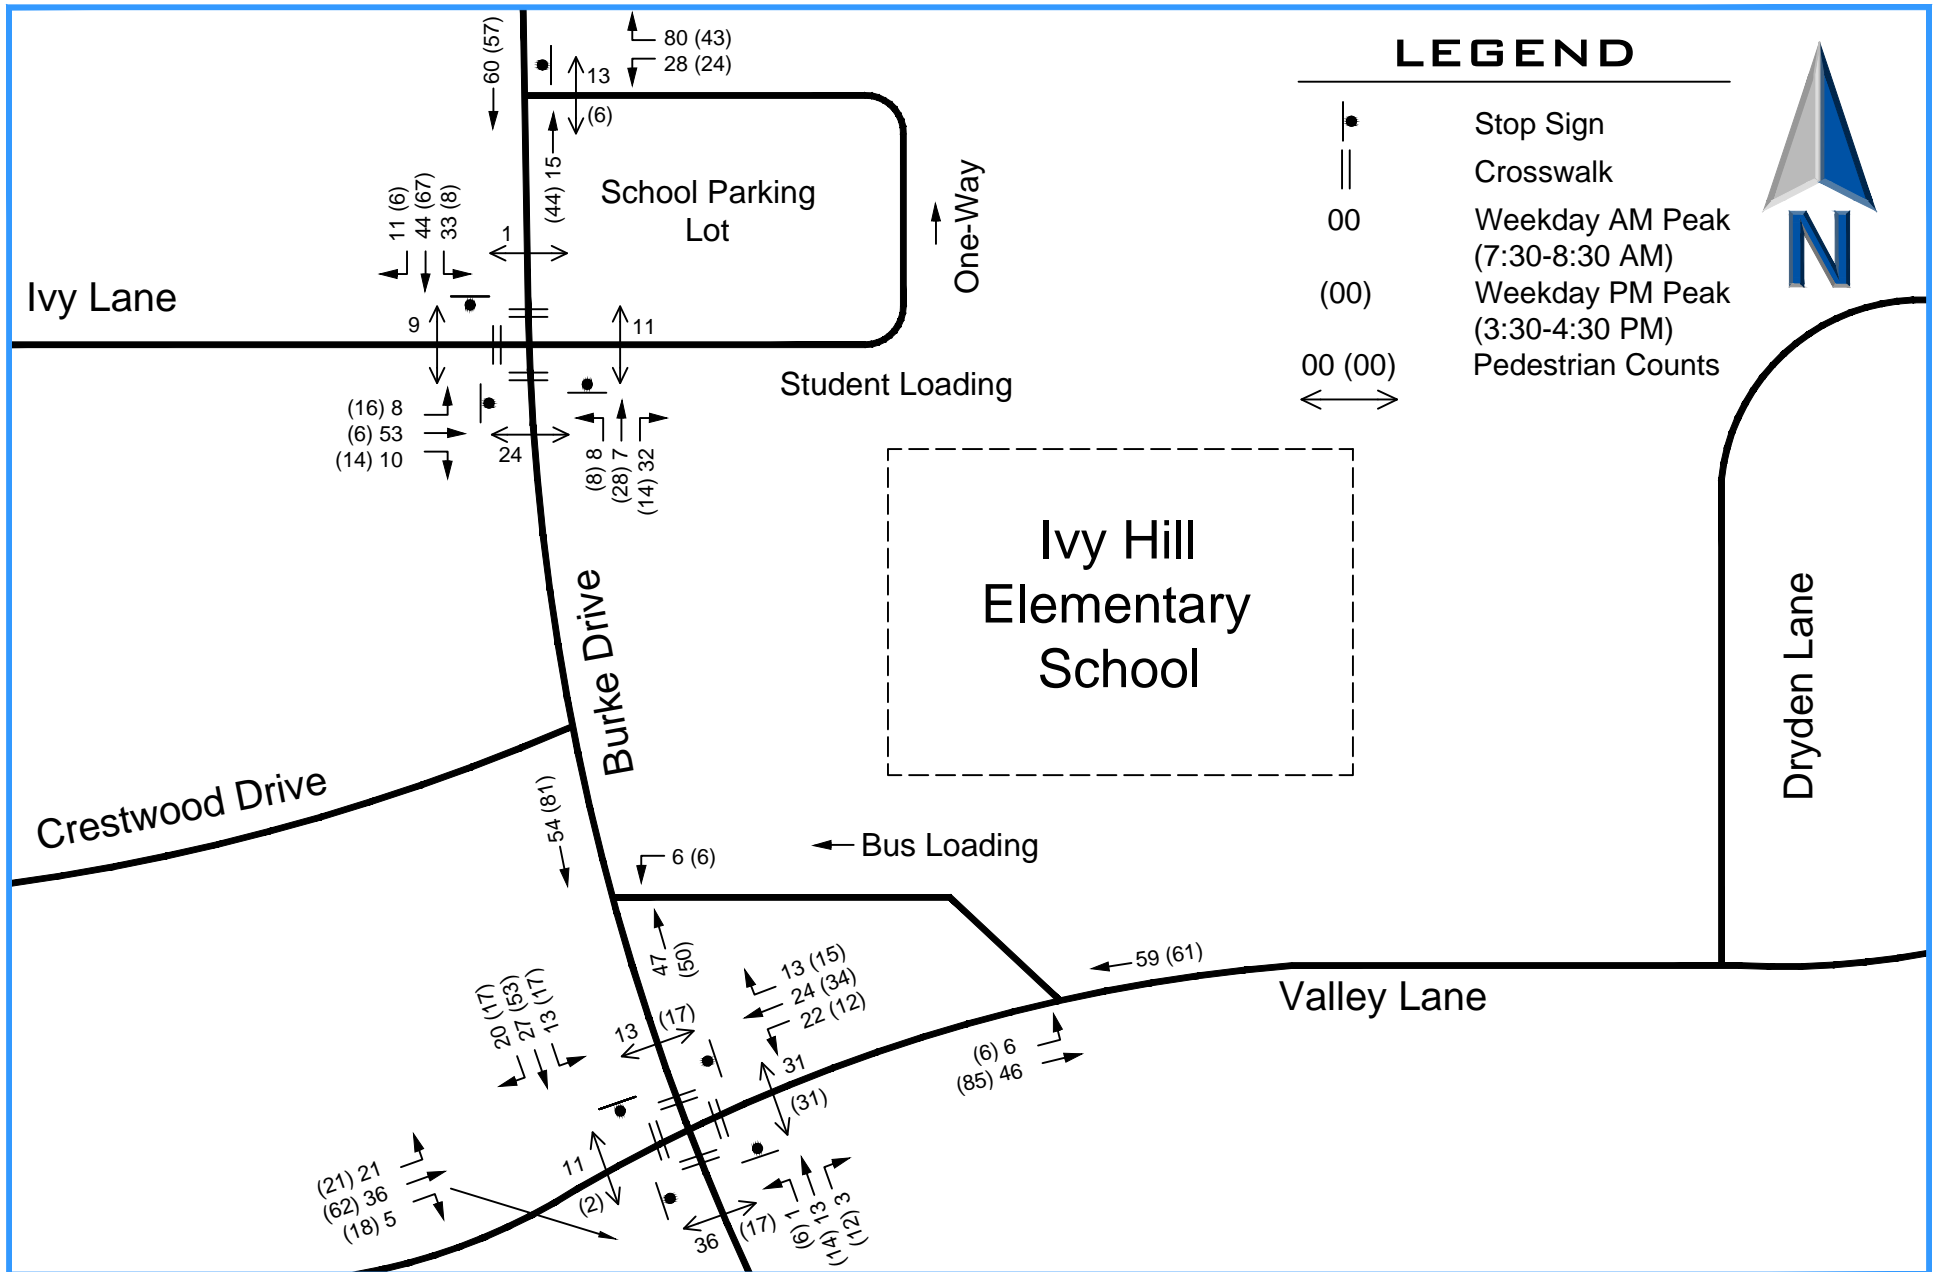 60 (57)
80 (43)
28 (24)
13
(6)
(44) 15
School Parking
Lot
One-Way
LEGEND
Stop Sign
Crosswalk
00
Weekday AM Peak
(7:30-8:30 AM)
(00)
Weekday PM Peak
(3:30-4:30 PM)
00 (00)
Pedestrian Counts
N
11 (6)
44 (67)
33 (8)
1
Ivy Lane
9
11
Student Loading
(16) 8
(6) 53
(14) 10
24
(8) 8
(28) 7
(14) 32
Ivy Hill
Elementary
School
Burke Drive
Dryden Lane
Crestwood Drive
54 (81)
Bus Loading
6 (6)
47
(50)
59 (61)
Valley Lane
13 (15)
24 (34)
22 (12)
20 (17)
27 (53)
13 (17)
13
(17)
31
(31)
(6) 6
(85) 46
11
(2)
(21) 21
(62) 36
(18) 5
36
(17)
(6) 1
(14) 13
(12) 3